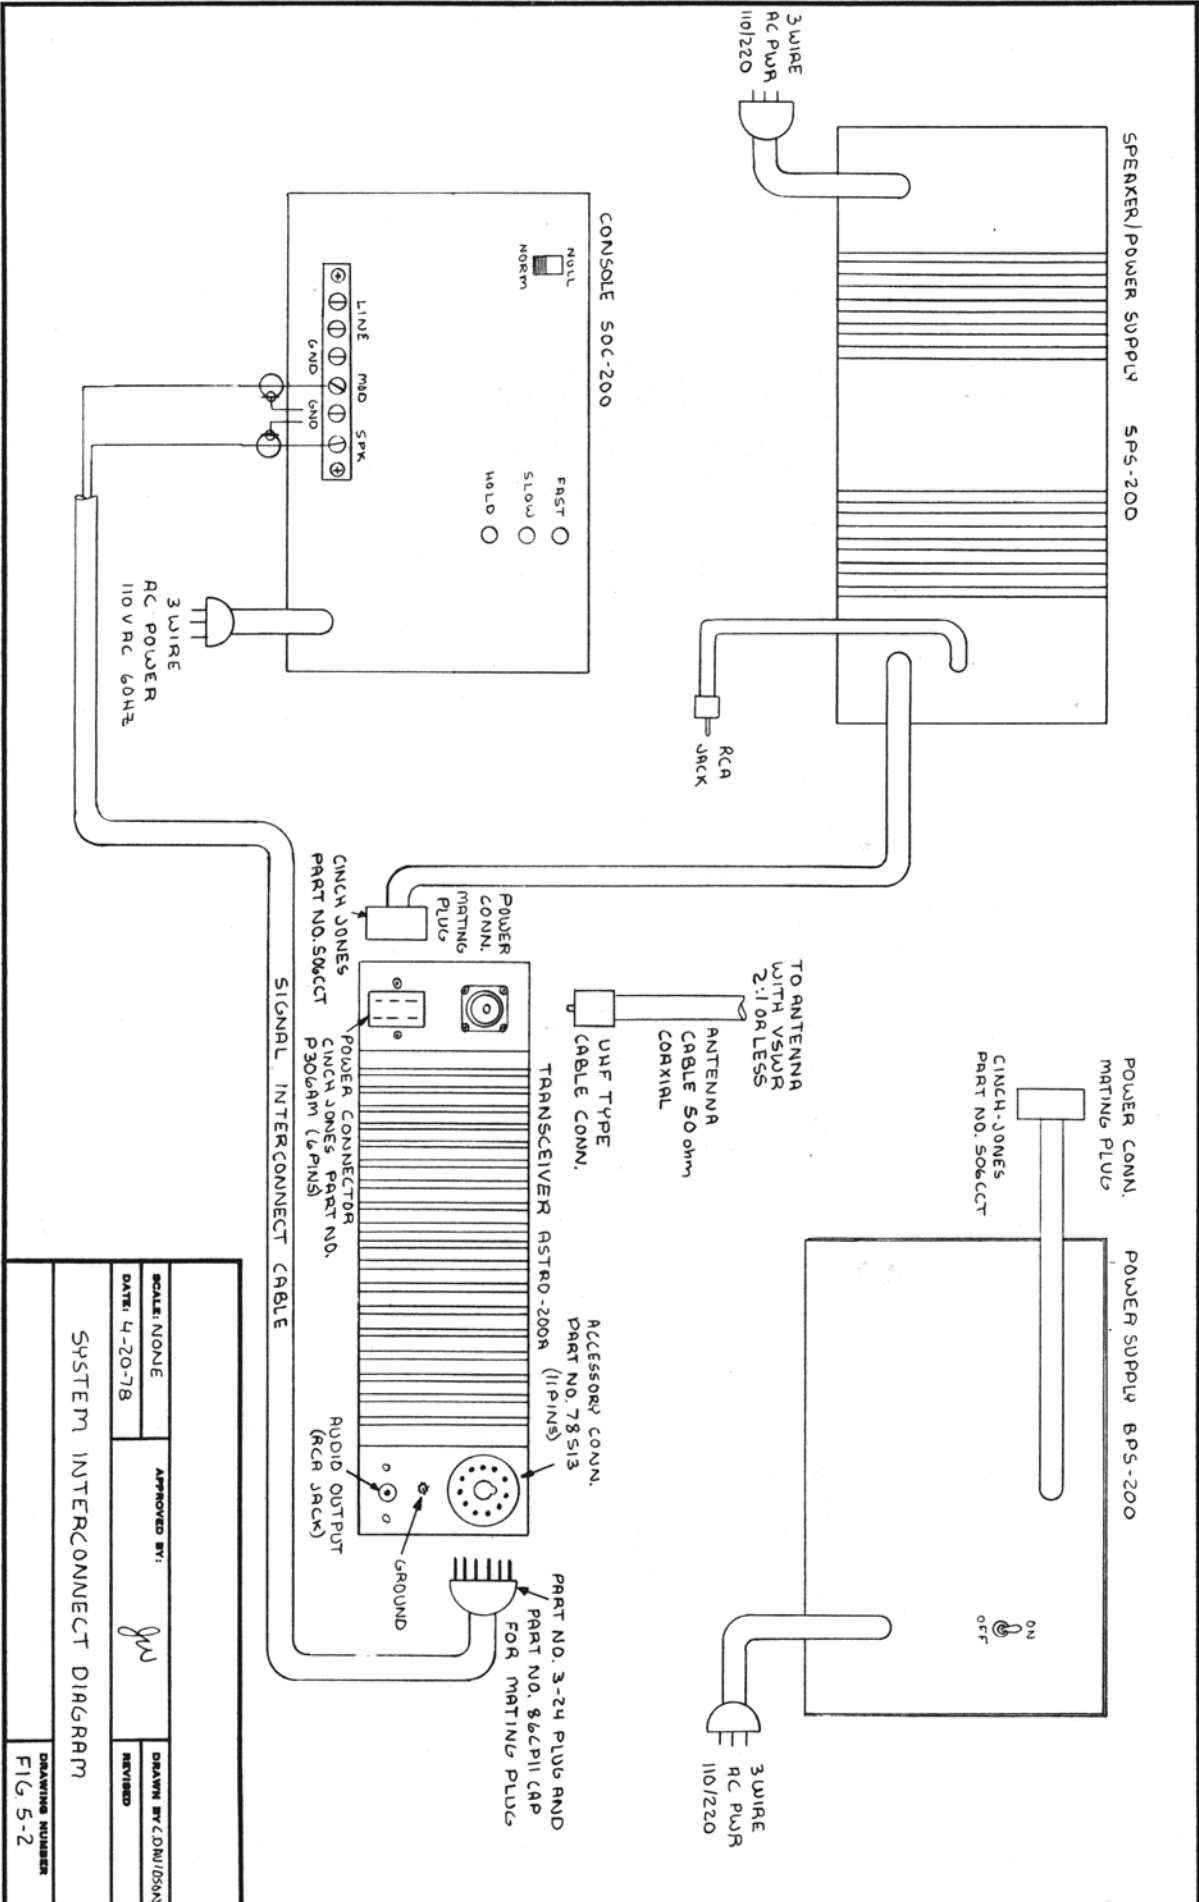 SPEAKER/POWER SUPPLY SPS-200
3 WIRE
AC PWR
110/220
RCA
JACK
POWER CONN.
MATING PLUG
CINCH-JONES
PART NO. S06CCT
POWER SUPPLY BPS-200
ON
OFF
3 WIRE
AC PWR
110/220
CONSOLE SOC-200
NULL
NORM
FAST
SLOW
HOLD
LINE
GND
MOD
GND
SPK
3 WIRE
AC POWER
110 VAC 60HZ
TO ANTENNA
WITH VSWR
2:1 OR LESS
ANTENNA
CABLE 50 ohm
COAXIAL
UHF TYPE
CABLE CONN.
POWER
CONN.
MATING
PLUG
CINCH JONES
PART NO. S06CCT
TRANSCEIVER ASTRO-200A
ACCESSORY CONN.
PART NO. 78S13
(11 PINS)
POWER CONNECTOR
CINCH JONES PART NO.
P306AM (6 PINS)
AUDIO OUTPUT
(RCA JACK)
GROUND
PART NO. 3-24 PLUG AND
PART NO. 86CP11 CAP
FOR MATING PLUG
SIGNAL INTERCONNECT CABLE
SCALE: NONE
APPROVED BY:
DRAWN BY C.DAVIDSON
DATE: 4-20-78
REVISED
SYSTEM INTERCONNECT DIAGRAM
DRAWING NUMBER
FIG. 5-2